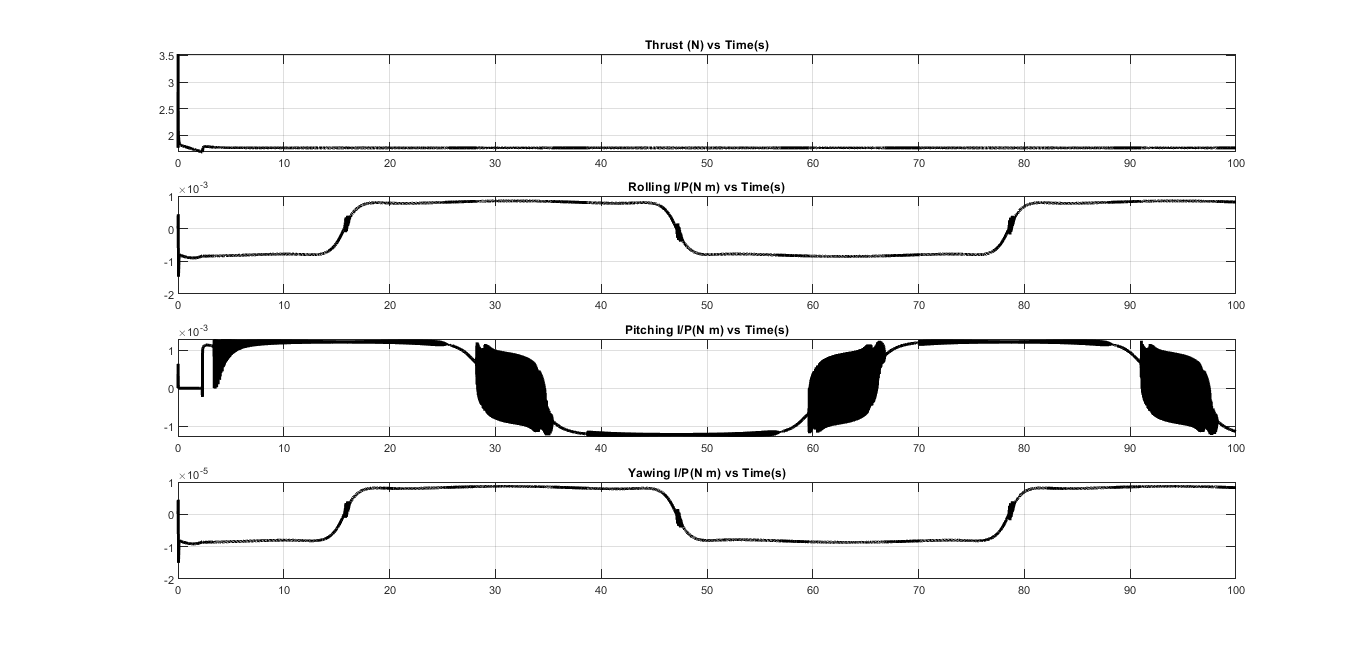 Thrust (N) vs Time(s)
3.5
3
2.5
2
0 10 20 30 40 50 60 70 80 90 100
×10-3
Rolling I/P(N m) vs Time(s)
1
0
-1
-2
0 10 20 30 40 50 60 70 80 90 100
×10-3
Pitching I/P(N m) vs Time(s)
1
0
-1
0 10 20 30 40 50 60 70 80 90 100
×10-5
Yawing I/P(N m) vs Time(s)
1
0
-1
-2
0 10 20 30 40 50 60 70 80 90 100